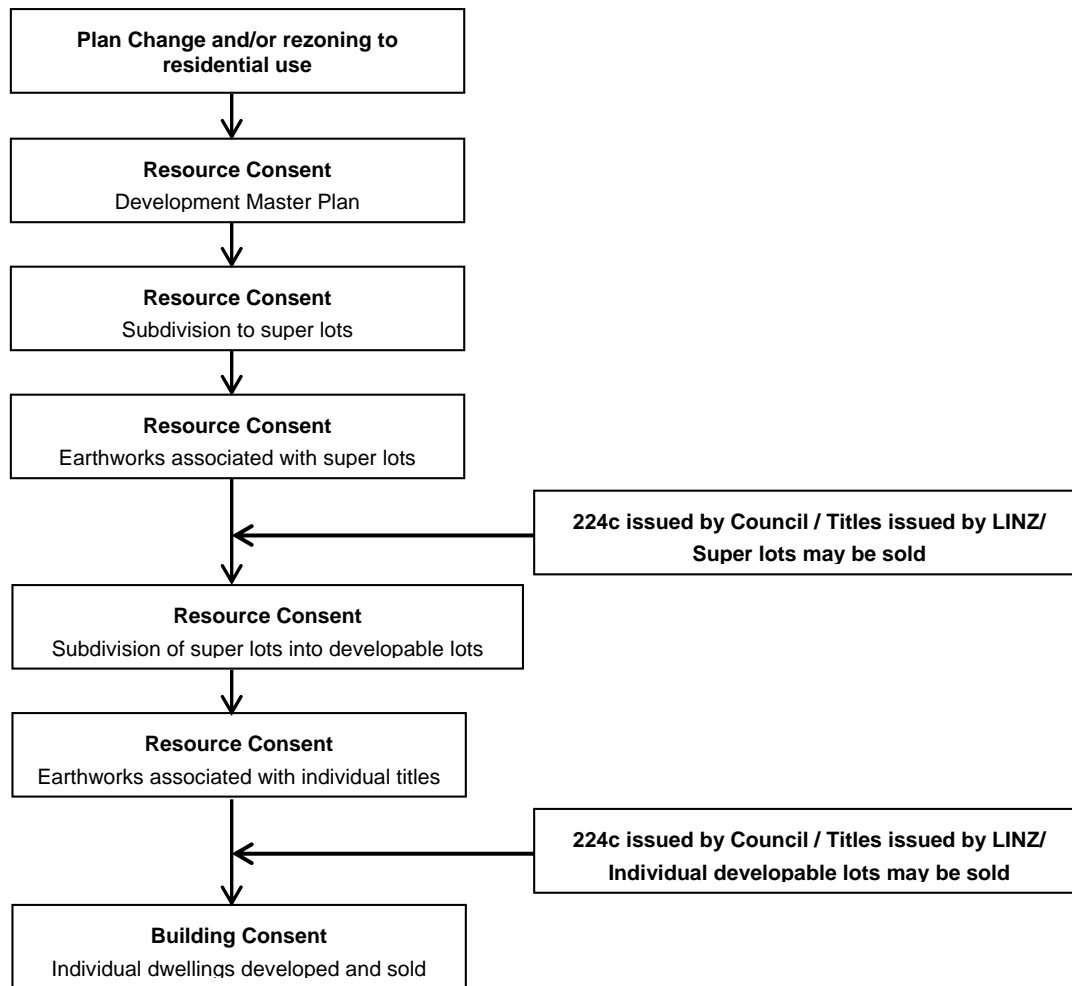 Plan Change and/or rezoning to
residential use
Resource Consent
Development Master Plan
Resource Consent
Subdivision to super lots
Resource Consent
Earthworks associated with super lots
224c issued by Council / Titles issued by LINZ/
Super lots may be sold
Resource Consent
Subdivision of super lots into developable lots
Resource Consent
Earthworks associated with individual titles
224c issued by Council / Titles issued by LINZ/
Individual developable lots may be sold
Building Consent
Individual dwellings developed and sold